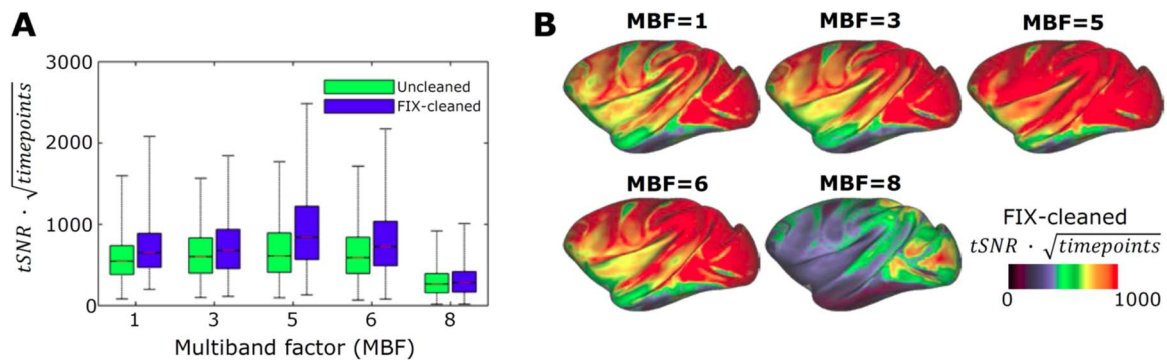 A
3000
2000
1000
0
tSNR · √timepoints
Uncleaned
FIX-cleaned
1 3 5 6 8
Multiband factor (MBF)
B
MBF=1 MBF=3 MBF=5
MBF=6 MBF=8
FIX-cleaned
tSNR · √timepoints
0 1000